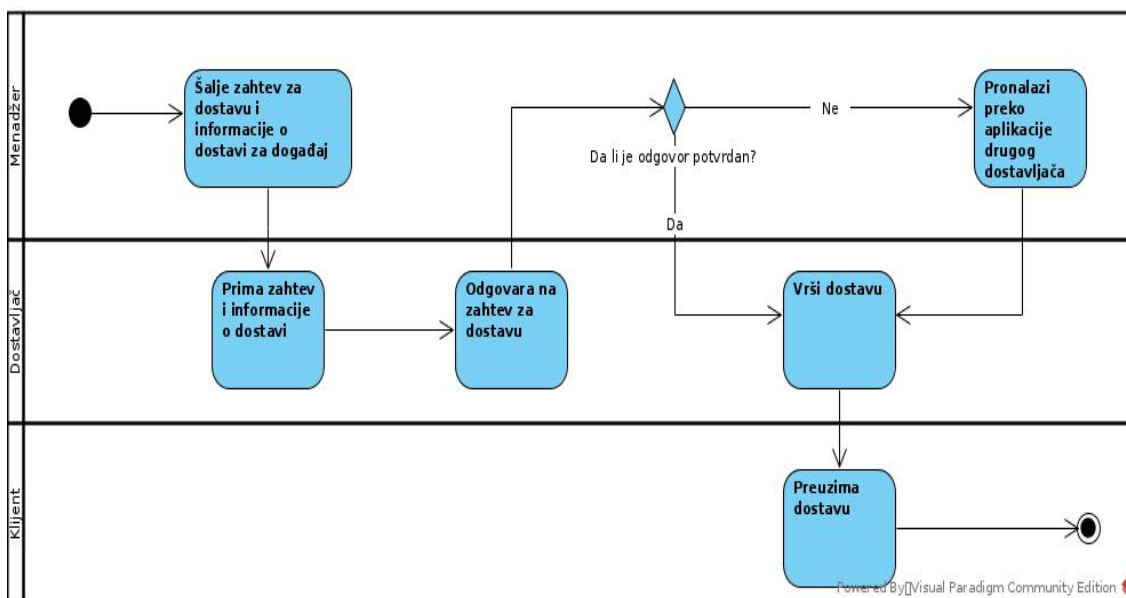 Menadžer
Šalje zahtev za
dostavu i
informacije o
dostavi za događaj
Da li je odgovor potvrdan?
Ne
Da
Pronalazi
preko
aplikacije
drugog
dostavljača
Dostavljač
Prima zahtev
i informacije
o dostavi
Odgovara na
zahtev za
dostavu
Vrši dostavu
Klijent
Preuzima
dostavu
Powered By▯Visual Paradigm Community Edition